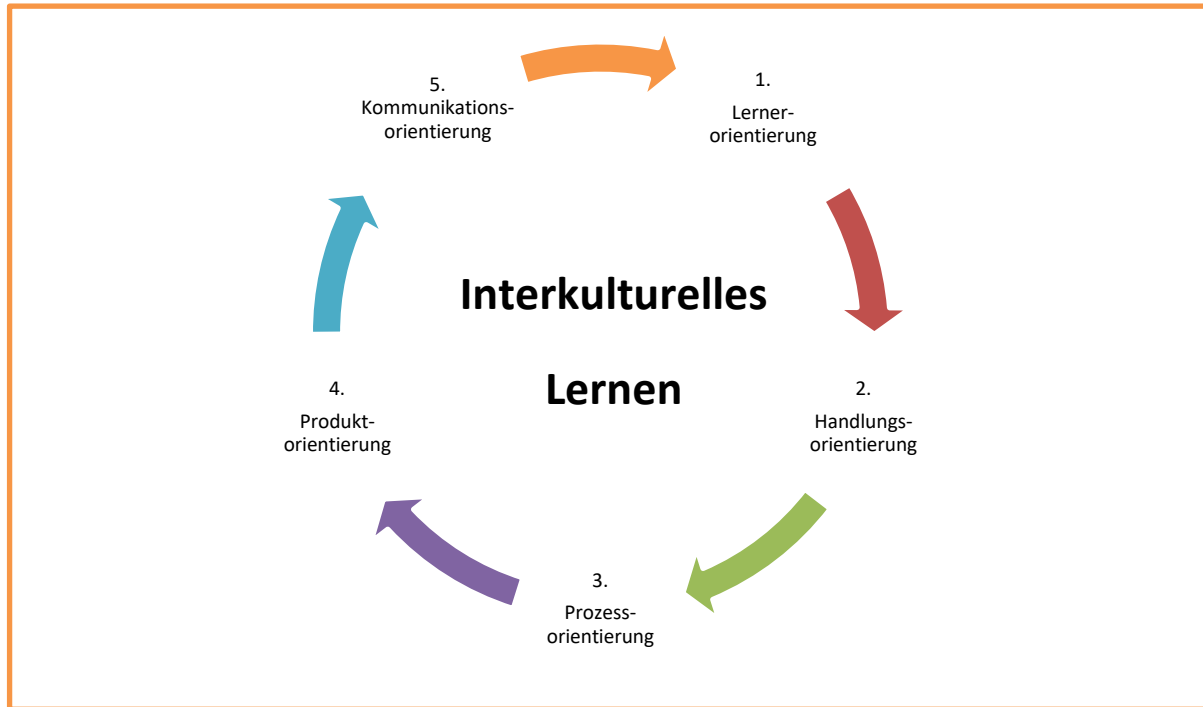 1.
Lerner-
orientierung
2.
Handlungs-
orientierung
3.
Prozess-
orientierung
4.
Produkt-
orientierung
5.
Kommunikations-
orientierung
Interkulturelles
Lernen